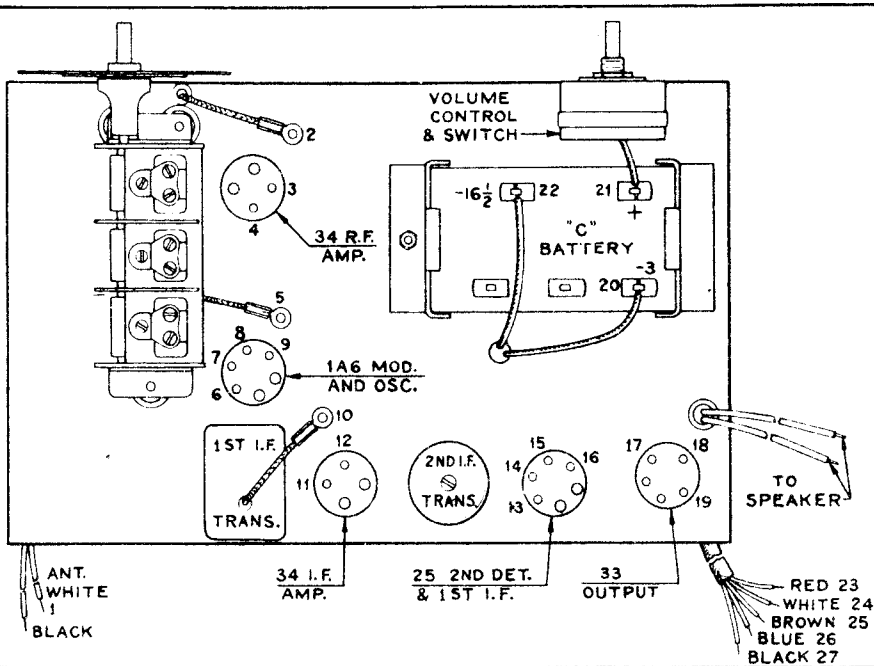 VOLUME
CONTROL
& SWITCH
2
3
4
34 R.F.
AMP.
-16 1/2
22
21
+
"C"
BATTERY
-3
20
5
8
9
7
6
1A6 MOD.
AND OSC.
10
1ST I.F.
TRANS.
12
11
2ND I.F.
TRANS.
15
16
14
13
17
18
19
TO
SPEAKER
ANT.
WHITE
1
BLACK
34 I.F.
AMP.
25 2ND DET.
& 1ST I.F.
33
OUTPUT
RED 23
WHITE 24
BROWN 25
BLUE 26
BLACK 27